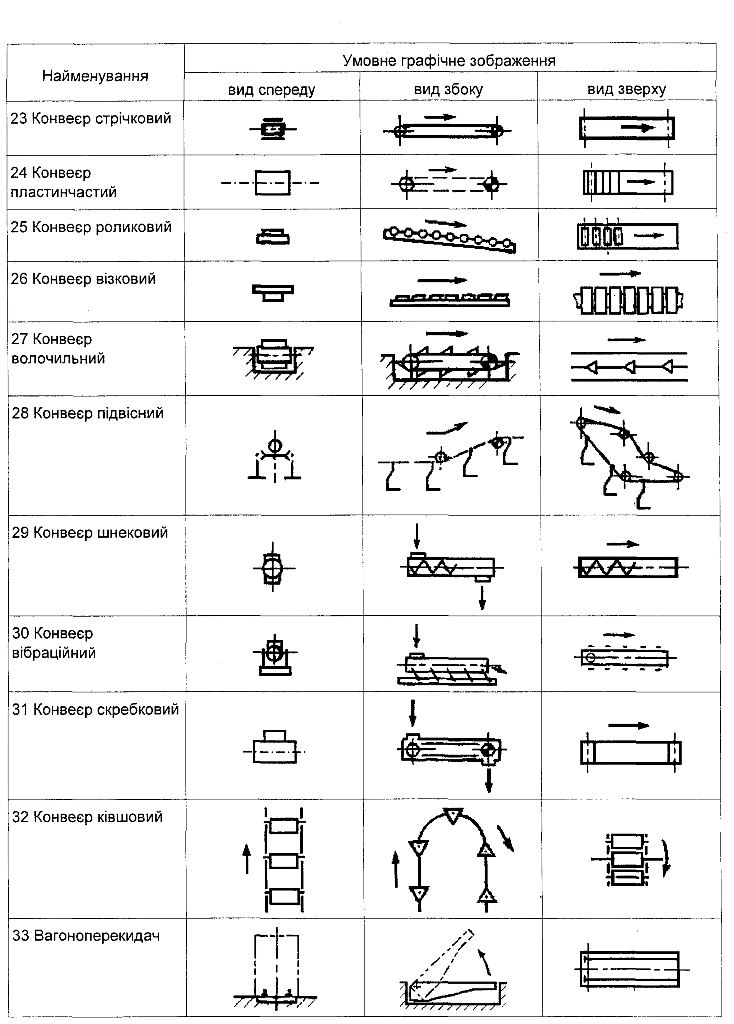 Найменування
Умовне графічне зображення
вид спереду
вид збоку
вид зверху
23 Конвеєр стрічковий
24 Конвеєр
пластинчастий
25 Конвеєр роликовий
26 Конвеєр візковий
27 Конвеєр
волочильний
28 Конвеєр підвісний
29 Конвеєр шнековий
30 Конвеєр
вібраційний
31 Конвеєр скребковий
32 Конвеєр ківшовий
33 Вагоноперекидач